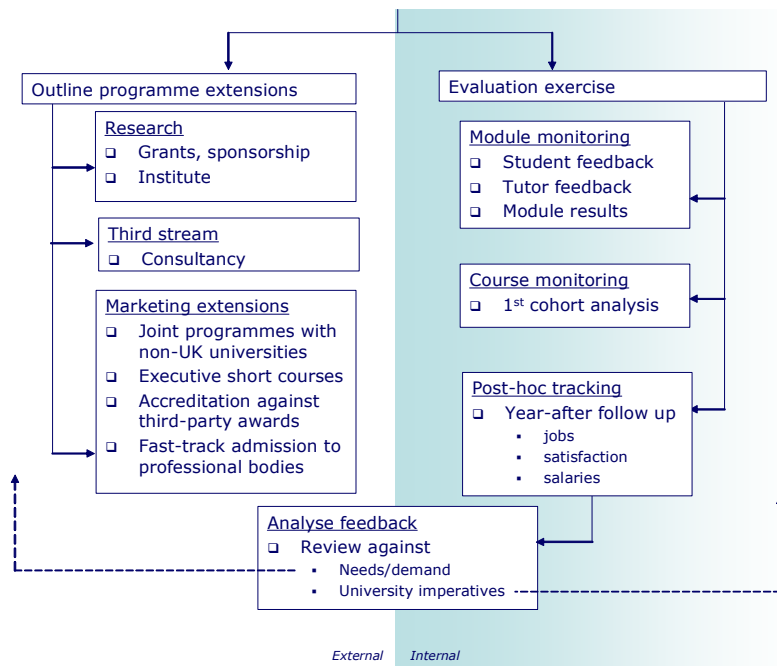 Outline programme extensions
Research
Grants, sponsorship
Institute
Third stream
Consultancy
Marketing extensions
Joint programmes with
non-UK universities
Executive short courses
Accreditation against
third-party awards
Fast-track admission to
professional bodies
Evaluation exercise
Module monitoring
Student feedback
Tutor feedback
Module results
Course monitoring
1st cohort analysis
Post-hoc tracking
Year-after follow up
jobs
satisfaction
salaries
Analyse feedback
Review against
Needs/demand
University imperatives
External Internal